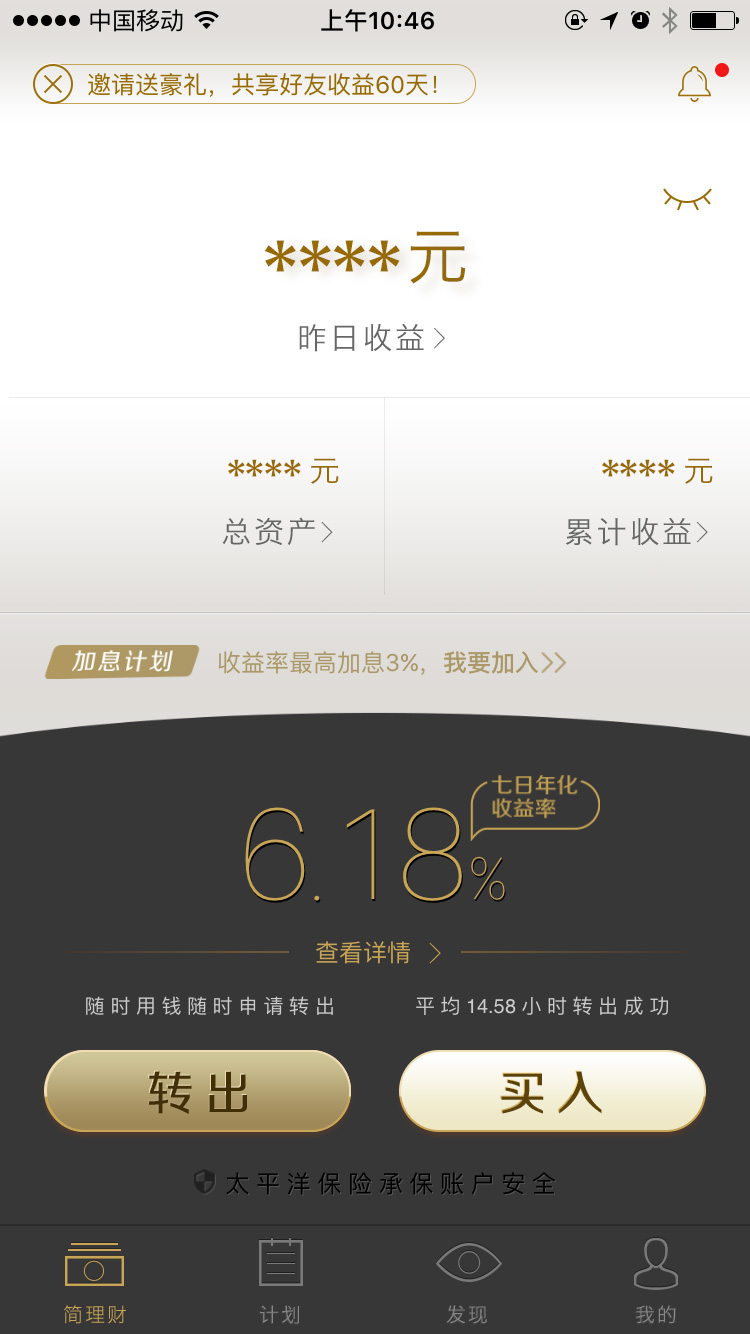 中国移动 上午10:46
邀请送豪礼，共享好友收益60天！
****元
昨日收益
**** 元
总资产
**** 元
累计收益
加息计划 收益率最高加息3%，我要加入
6.18%
七日年化
收益率
查看详情
随时用钱随时申请转出
平均14.58小时转出成功
转出
买入
太平洋保险承保账户安全
简理财
计划
发现
我的